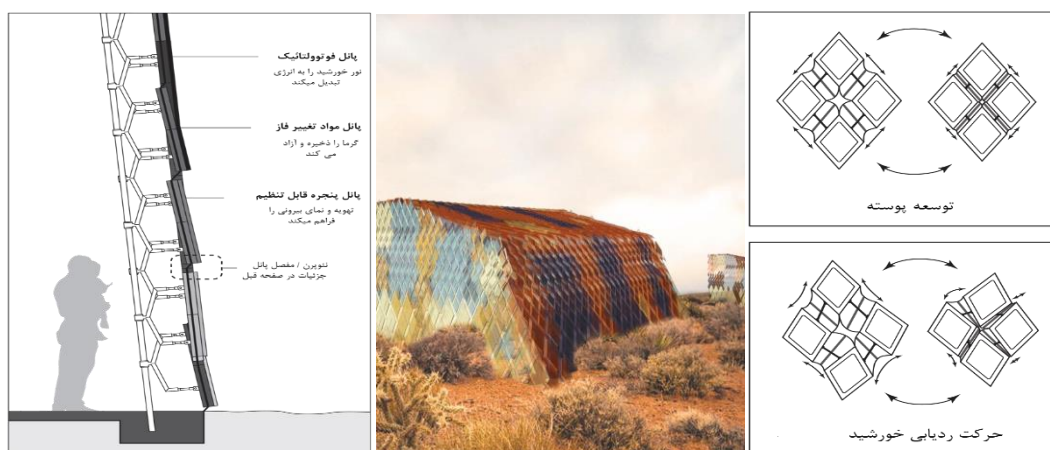 پانل فوتوولتائیک
نور خورشید را به انرژی
تبدیل میکند
پانل مواد تغییر فاز
گرما را ذخیره و آزاد
می کند
پانل پنجره قابل تنظیم
تهویه و نمای بیرونی را
فراهم میکند
نئوپرن / مفصل پانل
جزئیات در صفحه قبل
توسعه پوسته
حرکت ردیابی خورشید